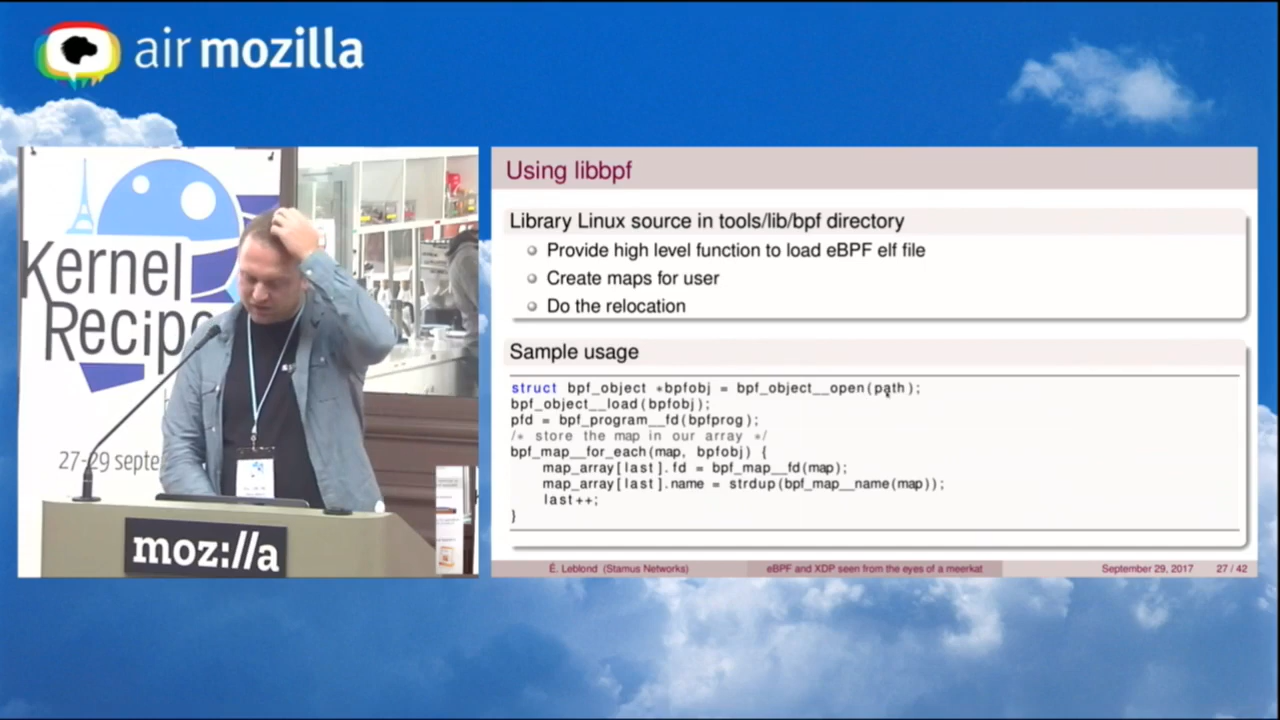 air mozilla
Kernel
Recipe
27-29 septe
moz://a
Using libbpf
Library Linux source in tools/lib/bpf directory
Provide high level function to load eBPF elf file
Create maps for user
Do the relocation
Sample usage
struct bpf_object *bpfobj = bpf_object__open(path);
bpf_object__load(bpfobj);
pfd = bpf_program__fd(bpfprog);
/* store the map in our array */
bpf_map__for_each(map, bpfobj) {
map_array[last].fd = bpf_map__fd(map);
map_array[last].name = strdup(bpf_map__name(map));
last++;
}
É. Leblond (Stamus Networks) eBPF and XDP seen from the eyes of a meerkat September 29, 2017 27 / 42